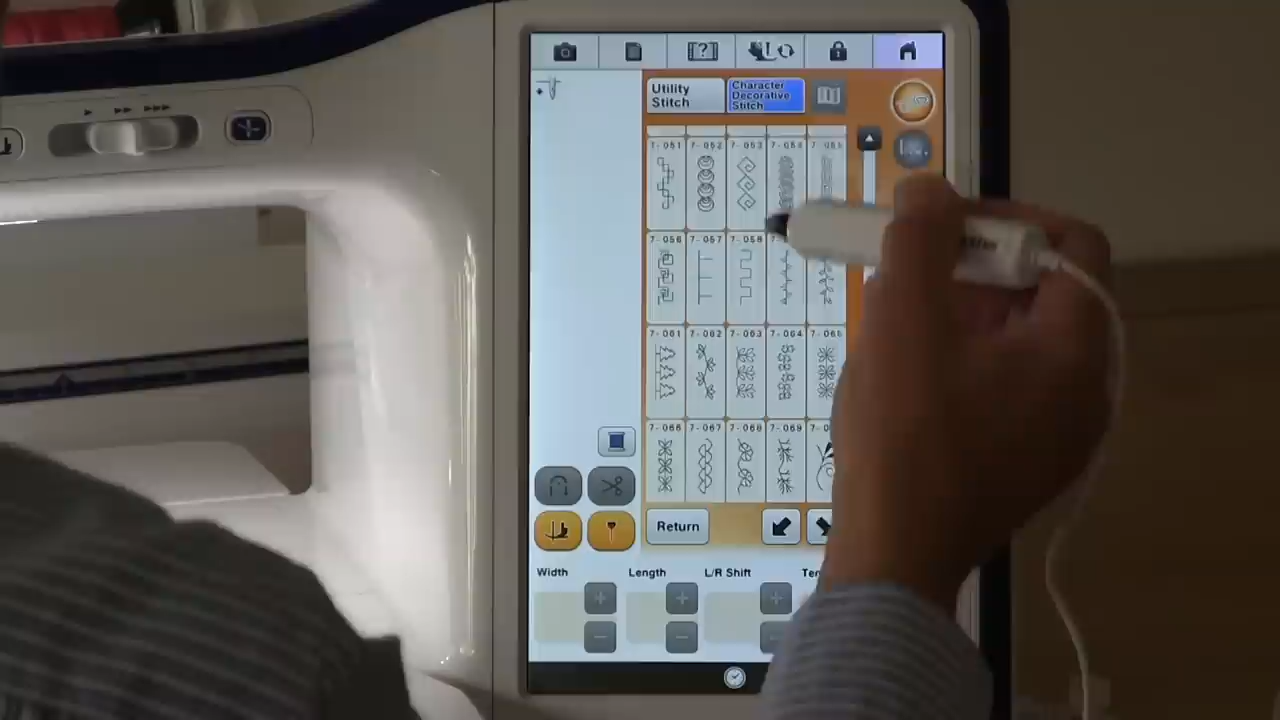 Utility
Stitch
Character
Decorative
Stitch
7-051 7-052 7-053 7-054 7-055
7-056 7-057 7-058
7-061 7-062 7-063 7-064 7-065
7-066 7-067 7-068 7-069
Return
Width Length L/R Shift